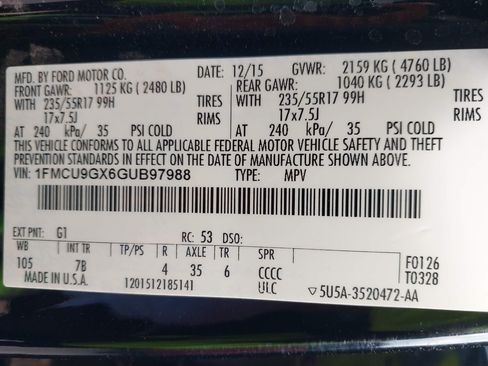 MFD. BY FORD MOTOR CO. DATE: 12/15 GVWR: 2159 KG ( 4760 LB)
FRONT GAWR: 1125 KG ( 2480 LB) REAR GAWR: 1040 KG ( 2293 LB)
WITH 235/55R17 99H TIRES WITH 235/55R17 99H TIRES
17x7.5J RIMS 17x7.5J RIMS
AT 240 kPa/ 35 PSI COLD AT 240 kPa/ 35 PSI COLD
THIS VEHICLE CONFORMS TO ALL APPLICABLE FEDERAL MOTOR VEHICLE SAFETY AND THEFT PREVENTION STANDARDS IN EFFECT ON THE DATE OF MANUFACTURE SHOWN ABOVE.
VIN: 1FMCU9GX6GUB97988 TYPE: MPV
EXT PNT: G1 RC: 53 DSO:
WB INT TR TP/PS R AXLE TR SPR F0126
105 7B 4 35 6 CCCC T0328
MADE IN U.S.A. 1201512185141 ULC ▽5U5A-3520472-AA